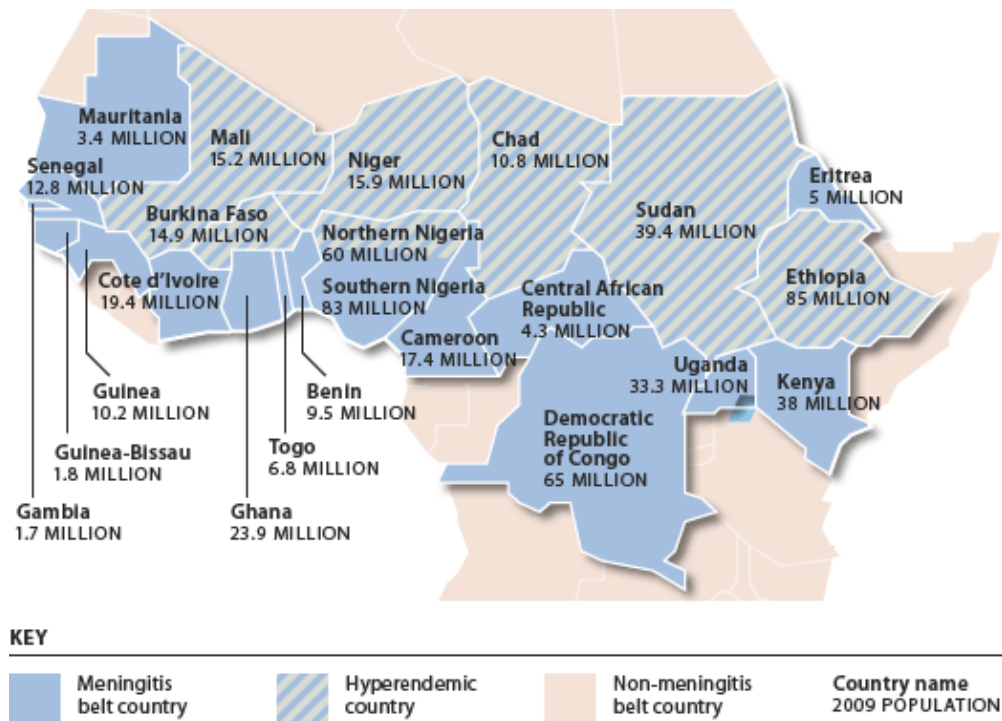 Mauritania
3.4 MILLION
Mali
15.2 MILLION
Niger
15.9 MILLION
Chad
10.8 MILLION
Senegal
12.8 MILLION
Eritrea
5 MILLION
Burkina Faso
14.9 MILLION
Northern Nigeria
60 MILLION
Sudan
39.4 MILLION
Ethiopia
85 MILLION
Cote d'Ivoire
19.4 MILLION
Southern Nigeria
83 MILLION
Central African
Republic
4.3 MILLION
Cameroon
17.4 MILLION
Uganda
33.3 MILLION
Kenya
38 MILLION
Guinea
10.2 MILLION
Benin
9.5 MILLION
Democratic
Republic
of Congo
65 MILLION
Guinea-Bissau
1.8 MILLION
Togo
6.8 MILLION
Gambia
1.7 MILLION
Ghana
23.9 MILLION
KEY
Meningitis
belt country
Hyperendemic
country
Non-meningitis
belt country
Country name
2009 POPULATION